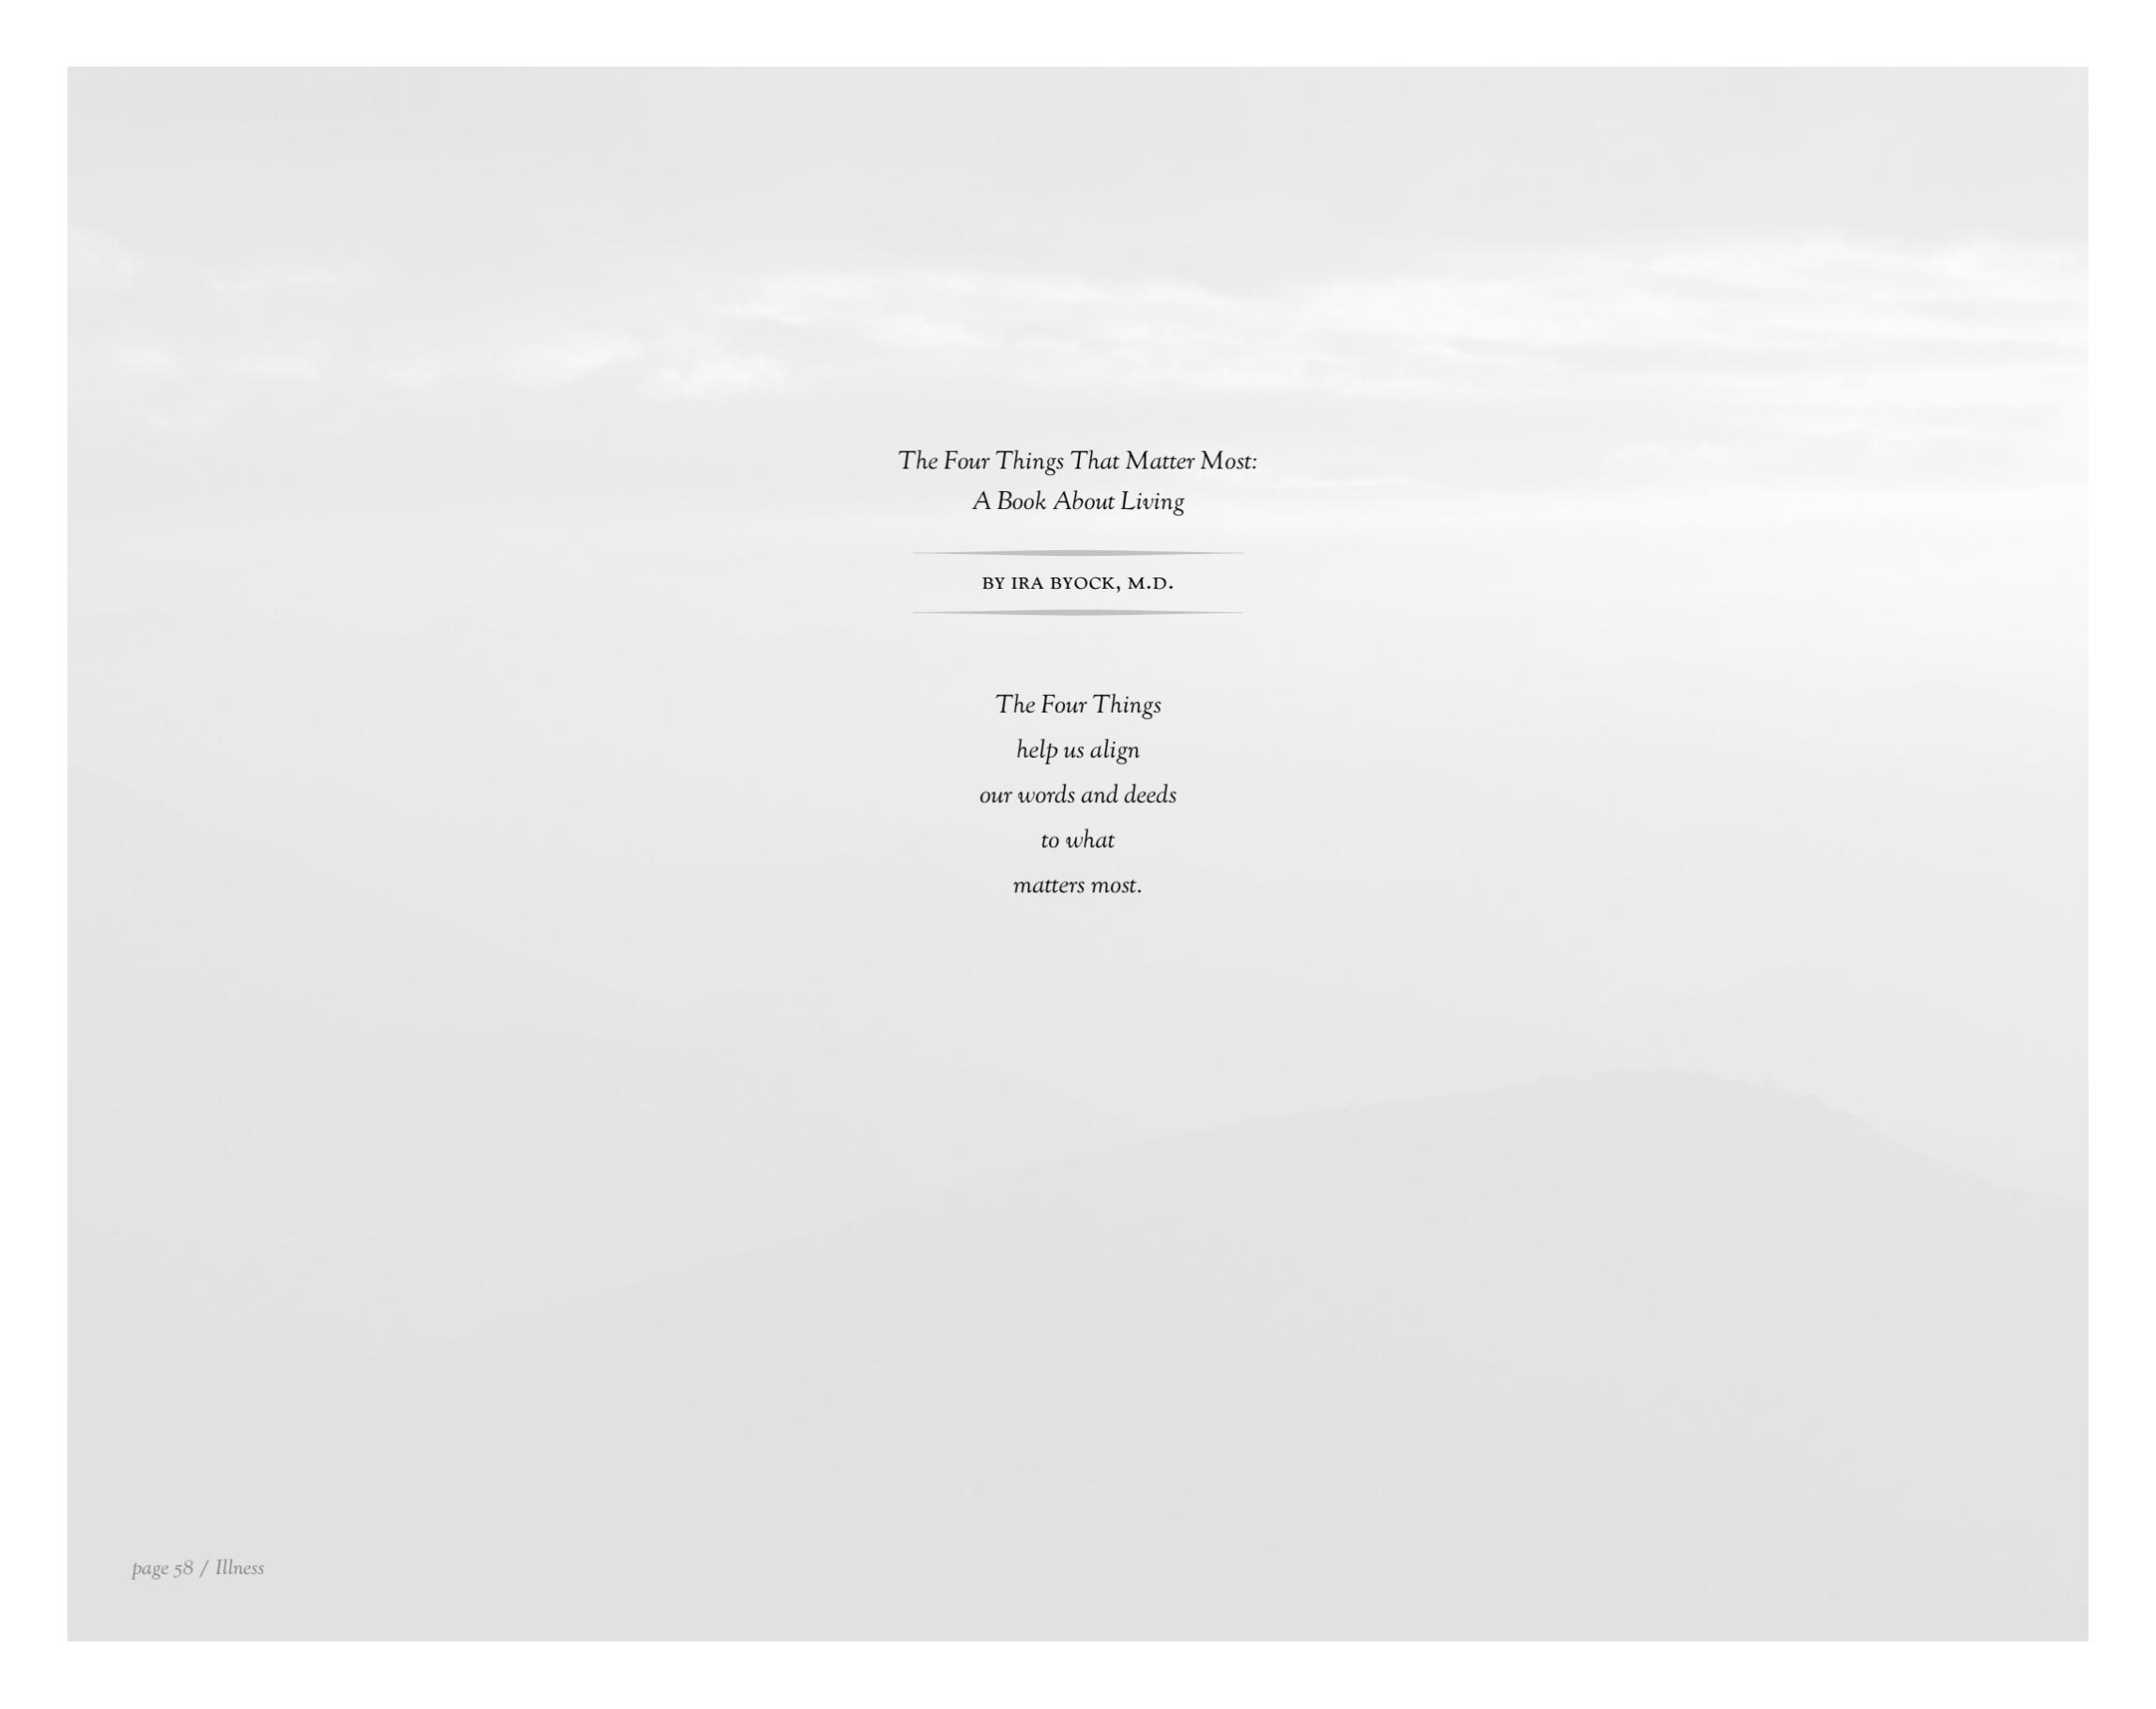 The Four Things That Matter Most:
A Book About Living
BY IRA BYOCK, M.D.
The Four Things
help us align
our words and deeds
to what
matters most.
page 58 / Illness